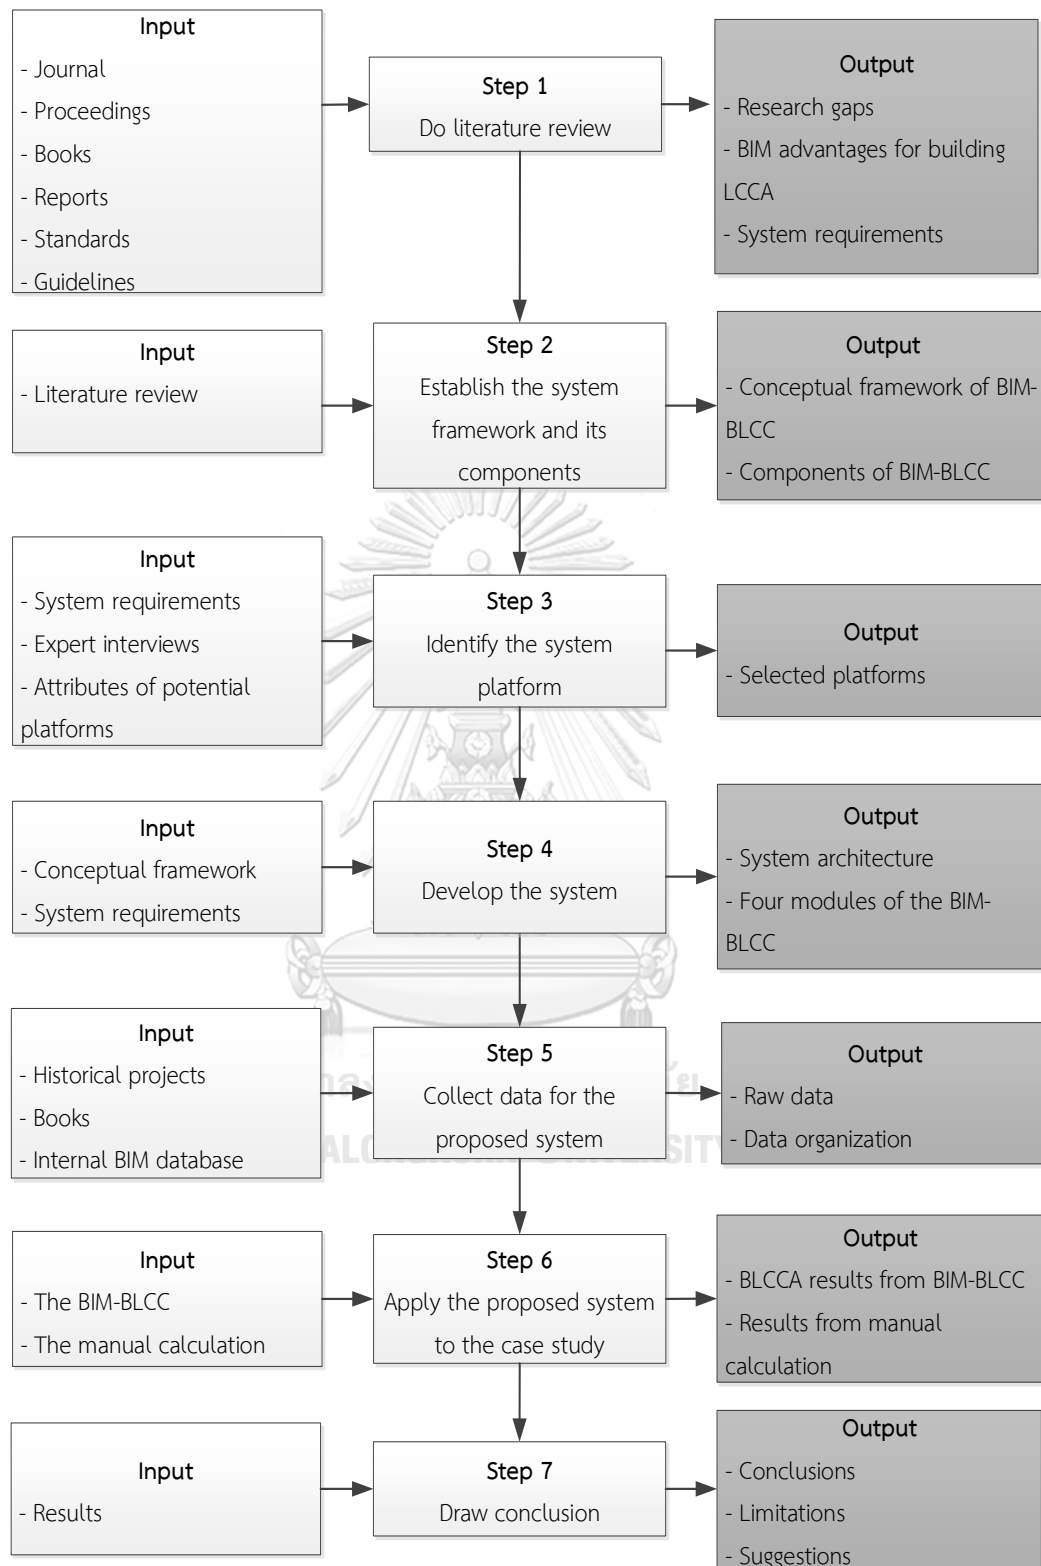 Input
- Journal
- Proceedings
- Books
- Reports
- Standards
- Guidelines
Step 1
Do literature review
Output
- Research gaps
- BIM advantages for building
LCCA
- System requirements
Input
- Literature review
Step 2
Establish the system
framework and its
components
Output
- Conceptual framework of BIM-
BLCC
- Components of BIM-BLCC
Input
- System requirements
- Expert interviews
- Attributes of potential
platforms
Step 3
Identify the system
platform
Output
- Selected platforms
Input
- Conceptual framework
- System requirements
Step 4
Develop the system
Output
- System architecture
- Four modules of the BIM-
BLCC
Input
- Historical projects
- Books
- Internal BIM database
Step 5
Collect data for the
proposed system
Output
- Raw data
- Data organization
Input
- The BIM-BLCC
- The manual calculation
Step 6
Apply the proposed system
to the case study
Output
- BLCCA results from BIM-BLCC
- Results from manual
calculation
Input
- Results
Step 7
Draw conclusion
Output
- Conclusions
- Limitations
- Suggestions